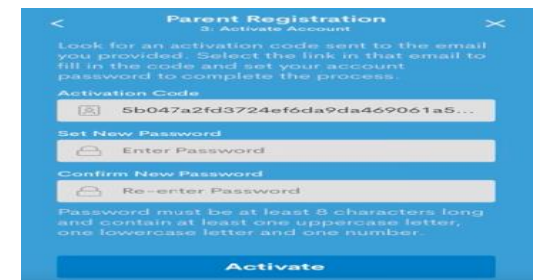 Parent Registration
3: Activate Account
Look for an activation code sent to the email
you provided. Select the link in that email to
fill in the code and set your account
password to complete the process.
Activation Code
5b047a2fd3724ef6da9da469061a5...
Set New Password
Enter Password
Confirm New Password
Re-enter Password
Password must be at least 8 characters long
and contain at least one uppercase letter,
one lowercase letter and one number.
Activate